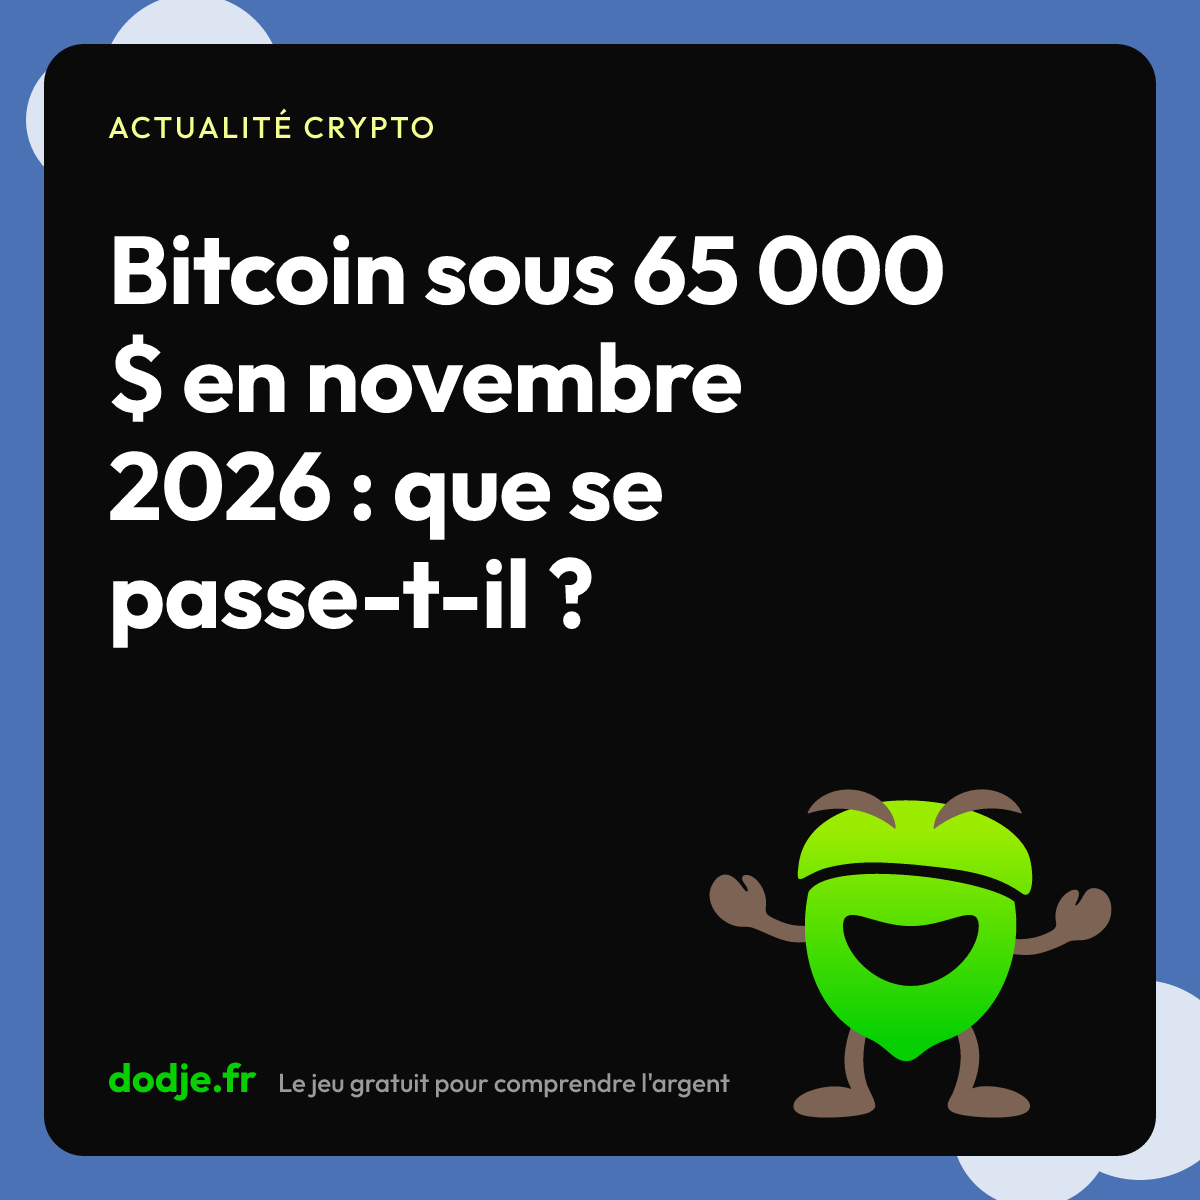 ACTUALITÉ CRYPTO
Bitcoin sous 65 000
$ en novembre
2026 : que se
passe-t-il ?
dodje.fr Le jeu gratuit pour comprendre l'argent